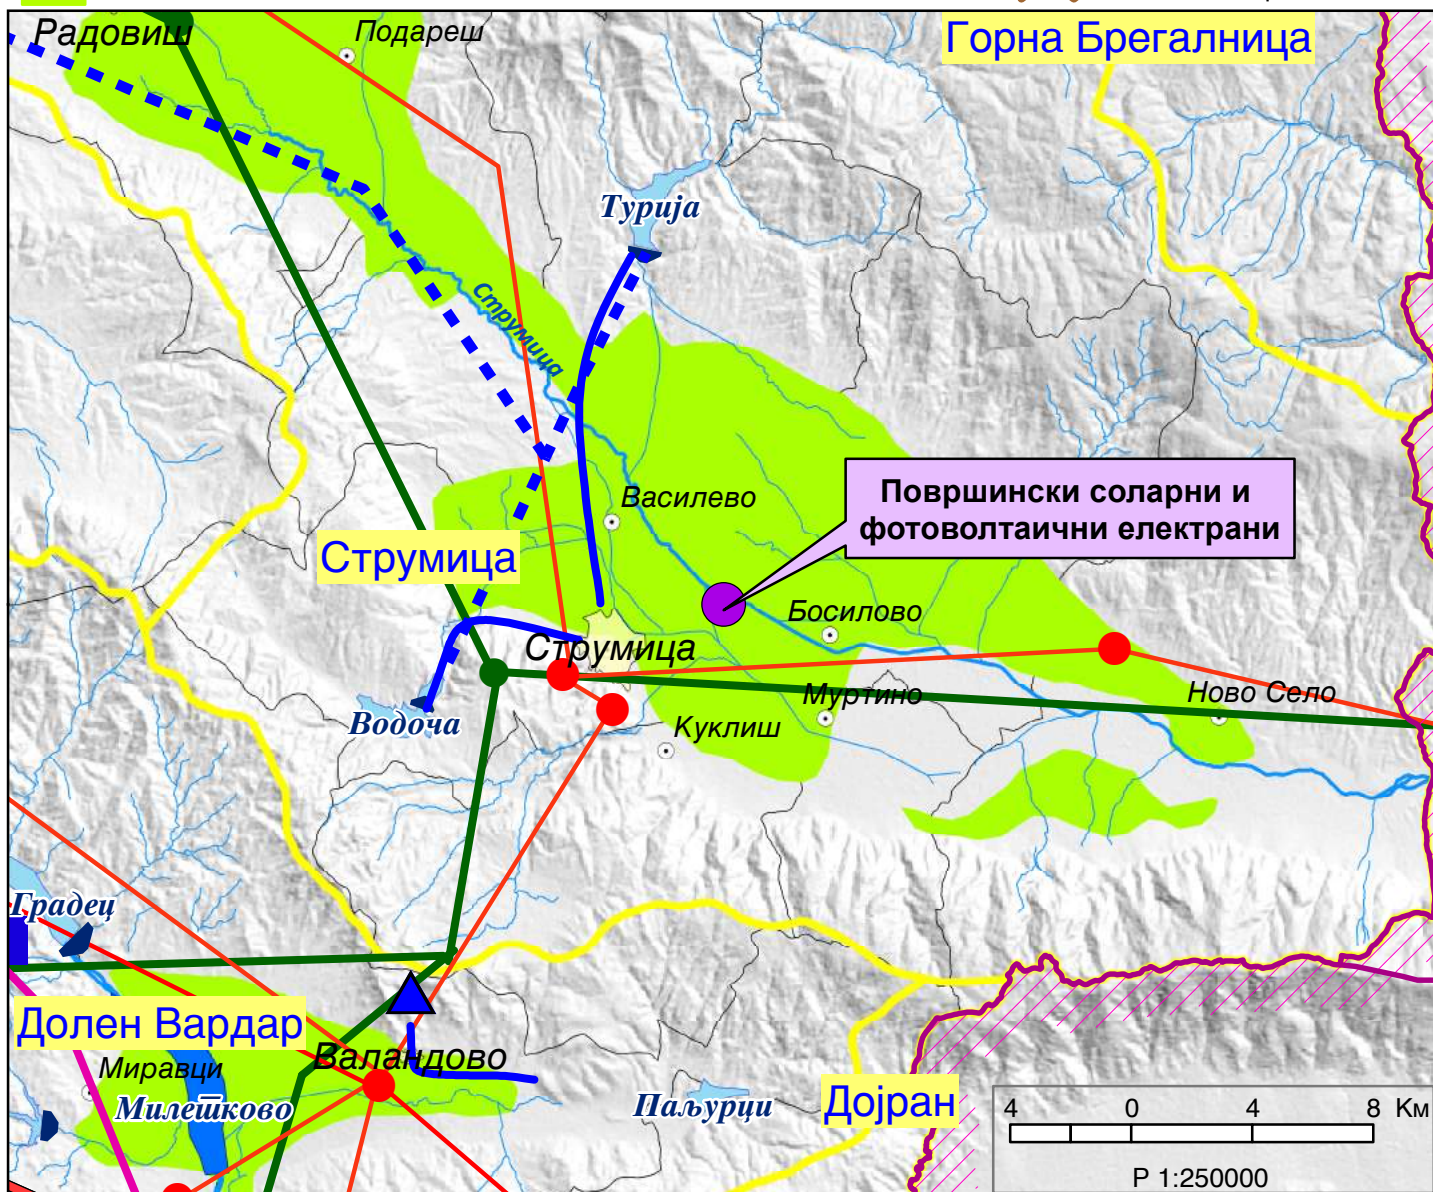 Радовиш
Подареш
Горна Брегалница
Турија
Струмица
Василево
Површински соларни и
фотоволтаични електрани
Струмица
Босилово
Струмица
Муртино
Ново Село
Водоча
Куклиш
Градец
Долен Вардар
Валандово
Миравци
Милешково
Паљурци
Дојран
4 0 4 8 Км
Р 1:250000